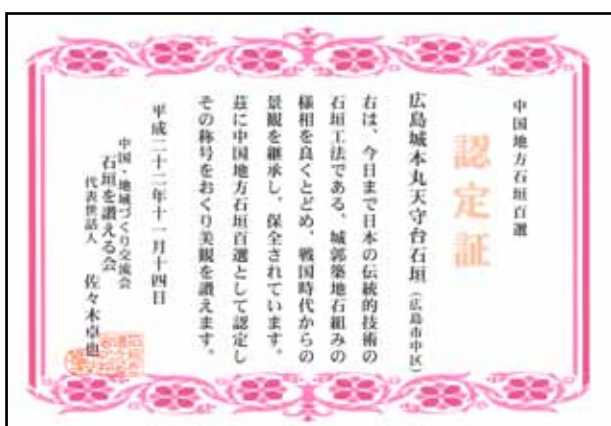 中国地方石垣百選
認定証
広島城本丸天守台石垣（広島市中区）
右は、今日まで日本の伝統的技術の
石垣工法である、城郭築地石組みの
様相を良くとどめ、戦国時代からの
景観を継承し、保全されています。
茲に中国地方石垣百選として認定し
その称号をおくり美観を讃えます。
平成二十二年十一月十四日
中国・地域づくり交流会
石垣を讃える会
代表世話人　佐々木卓也